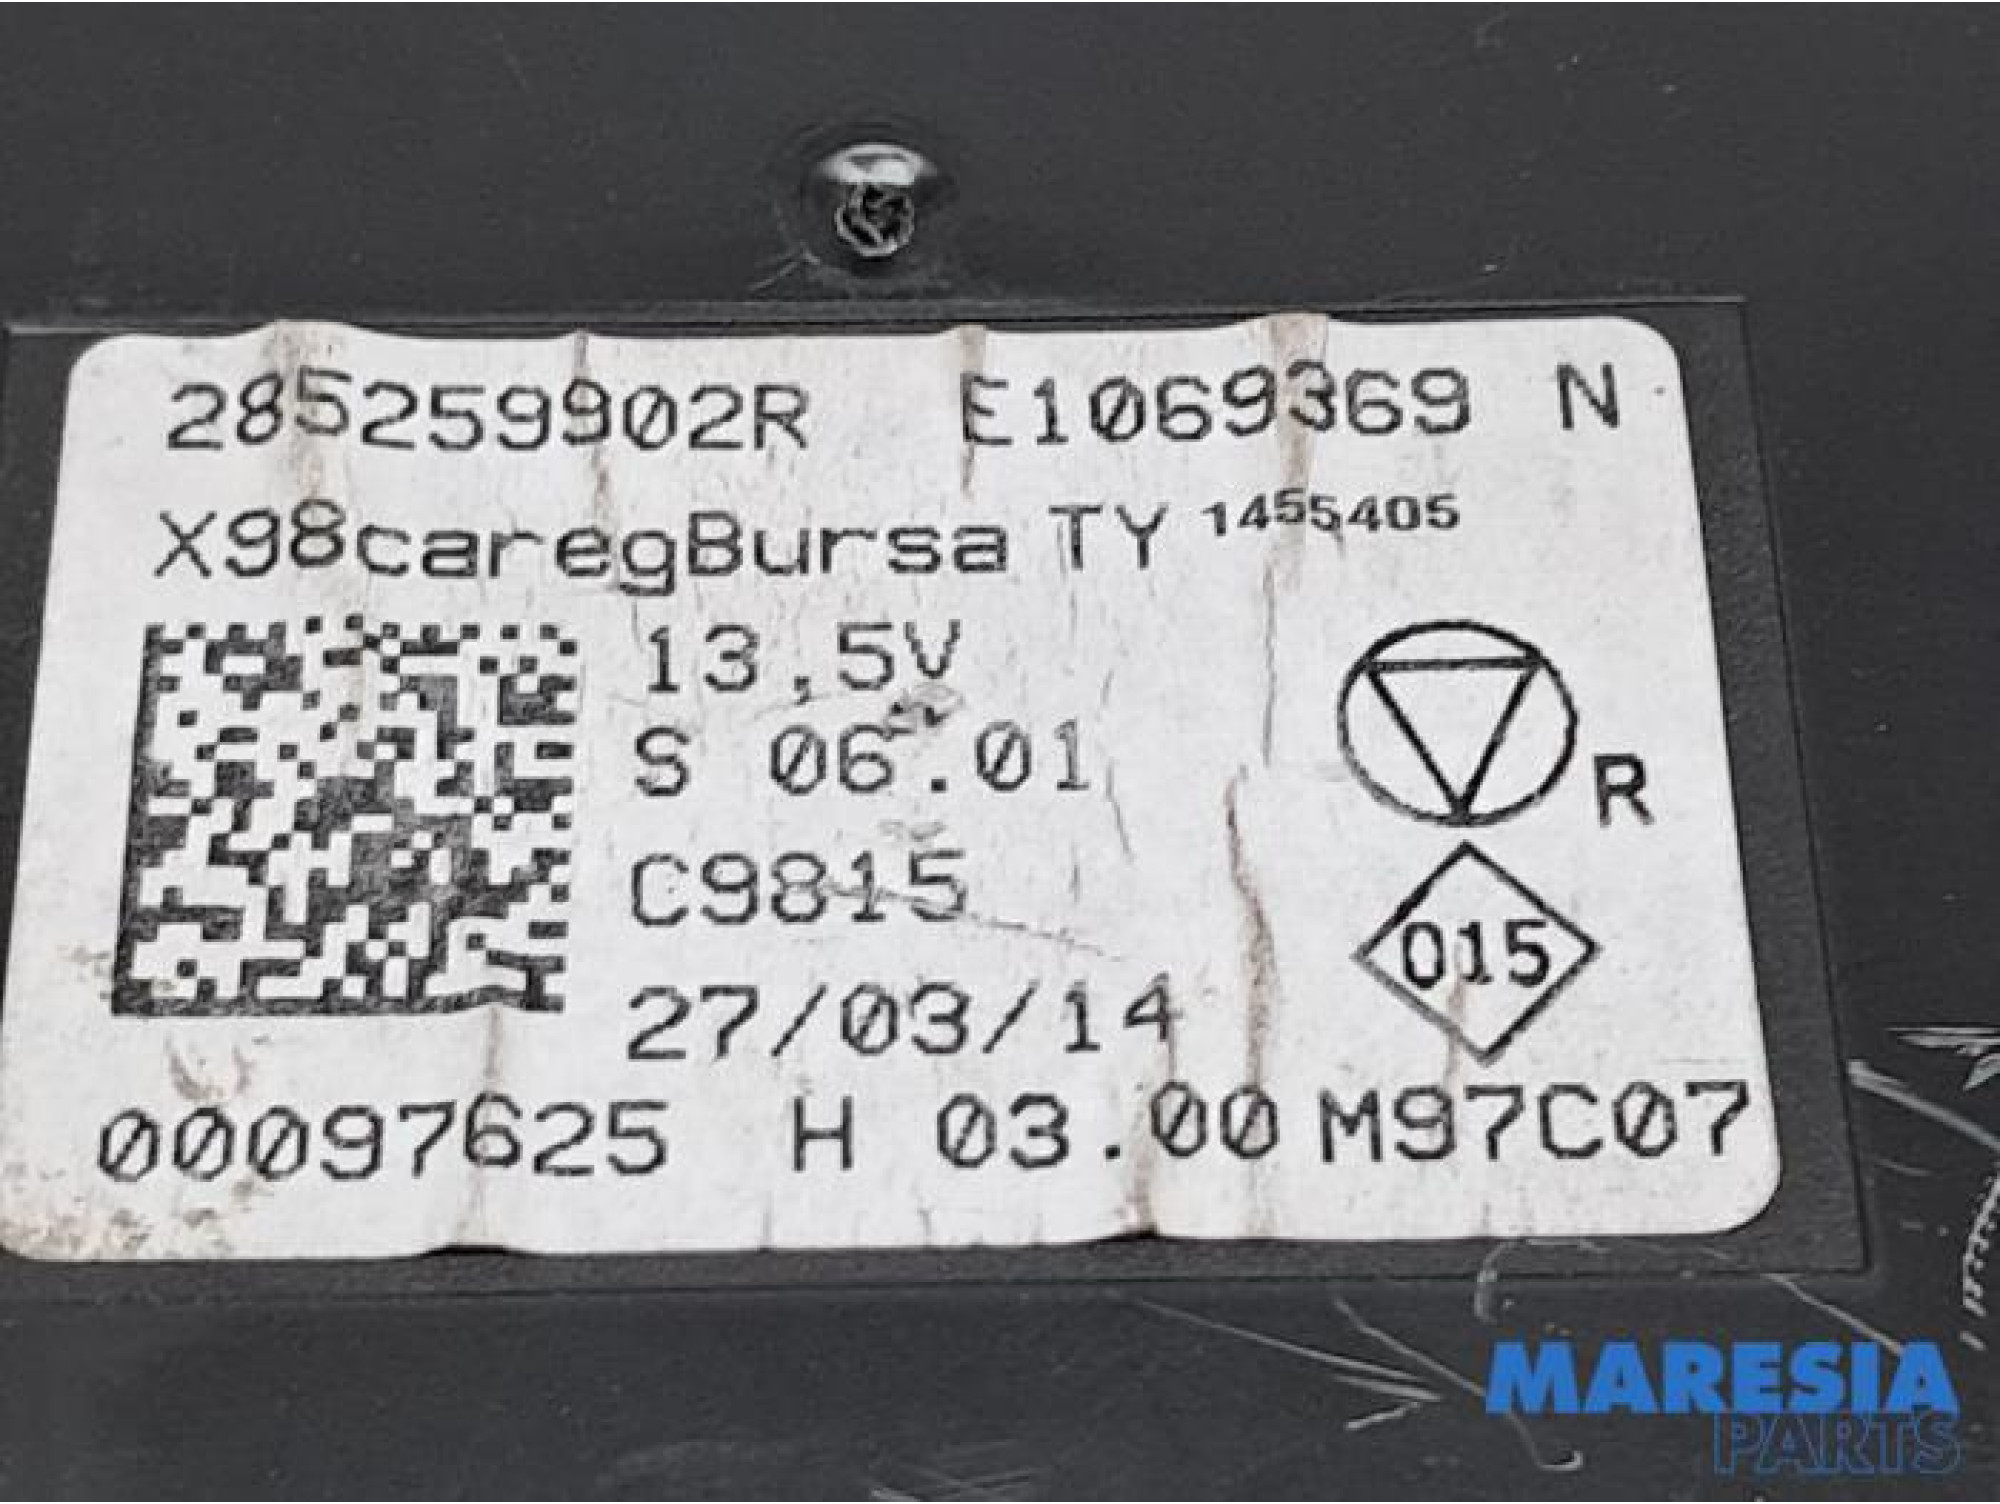 285259902R E1069369 N
X98caregBursa TY 1455405
13,5V
S 06.01
R
C9815
015
27/03/14
00097625 H 03.00 M97C07
MARESIA
PARTS